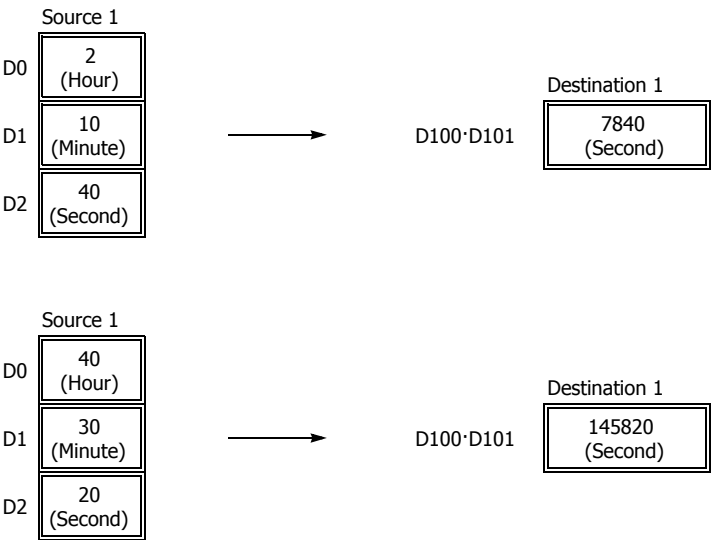 Source 1
D0
2
(Hour)
D1
10
(Minute)
D2
40
(Second)
D100·D101
Destination 1
7840
(Second)
Source 1
D0
40
(Hour)
D1
30
(Minute)
D2
20
(Second)
D100·D101
Destination 1
145820
(Second)